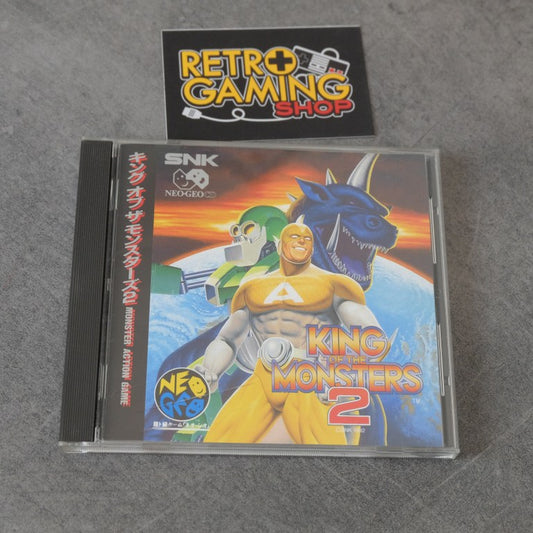 RETRO
GAMING
SHOP
SNK
NEO·GEO CD
キング オブ ザ モンスターズ2
MONSTER ACTION GAME
A
KING
OF THE
MONSTERS
2
TM
NEO
GEO